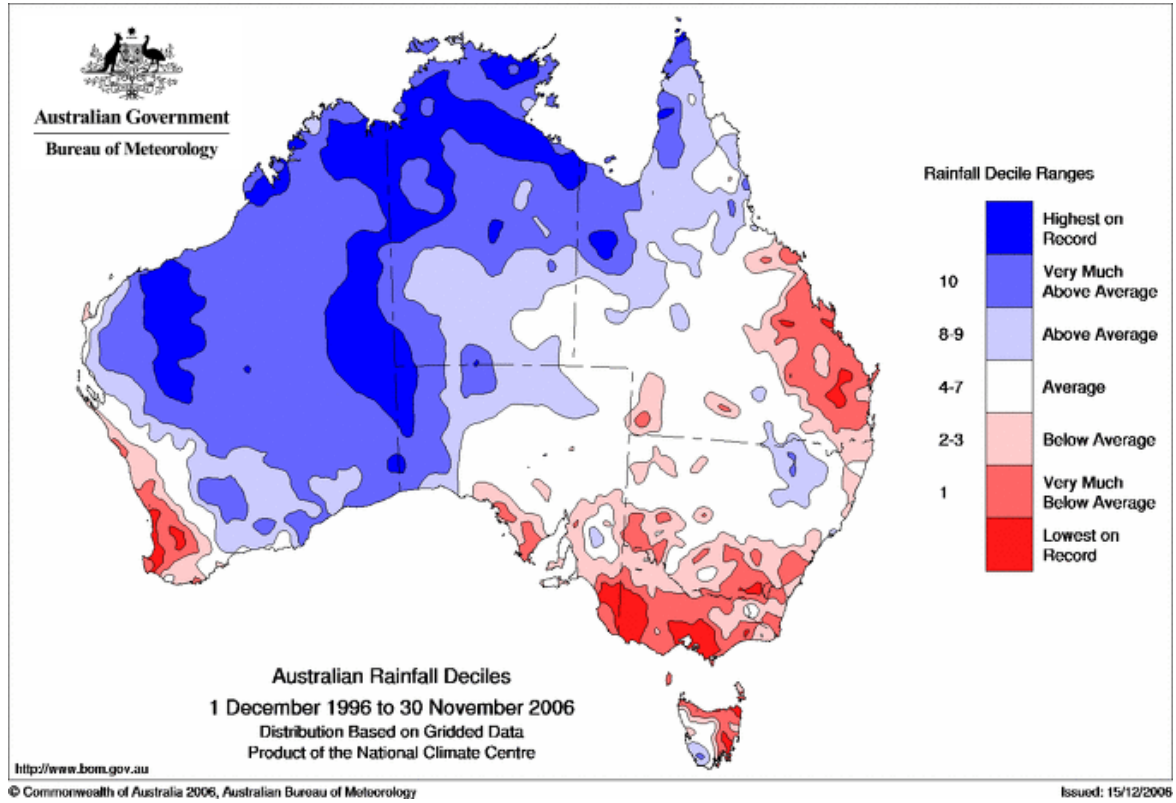 Australian Government
Bureau of Meteorology
Rainfall Decile Ranges
Highest on
Record
10
Very Much
Above Average
8-9
Above Average
4-7
Average
2-3
Below Average
1
Very Much
Below Average
Lowest on
Record
Australian Rainfall Deciles
1 December 1996 to 30 November 2006
Distribution Based on Gridded Data
Product of the National Climate Centre
http://www.bom.gov.au
© Commonwealth of Australia 2006, Australian Bureau of Meteorology
Issued: 15/12/2006